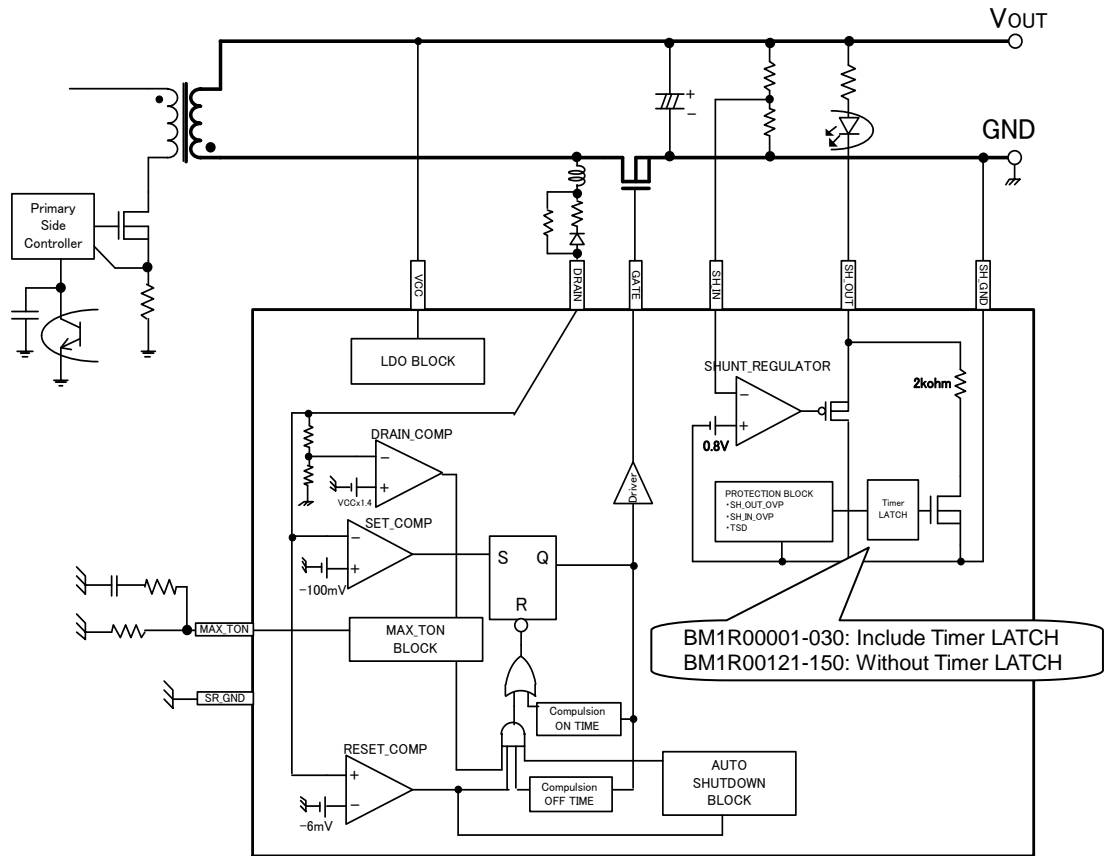 VOUT
+
−
GND
Primary
Side
Controller
VCC
DRAIN
GATE
SH_IN
SH_OUT
SH_GND
LDO BLOCK
SHUNT_REGULATOR
2kohm
−
+
0.8V
DRAIN_COMP
−
+
VCCx1.4
Driver
PROTECTION BLOCK
・SH_OUT_OVP
・SH_IN_OVP
・TSD
Timer
LATCH
SET_COMP
−
+
-100mV
S Q
R
MAX_TON
MAX_TON
BLOCK
BM1R00001-030: Include Timer LATCH
BM1R00121-150: Without Timer LATCH
SR_GND
Compulsion
ON TIME
RESET_COMP
+
−
-6mV
Compulsion
OFF TIME
AUTO
SHUTDOWN
BLOCK